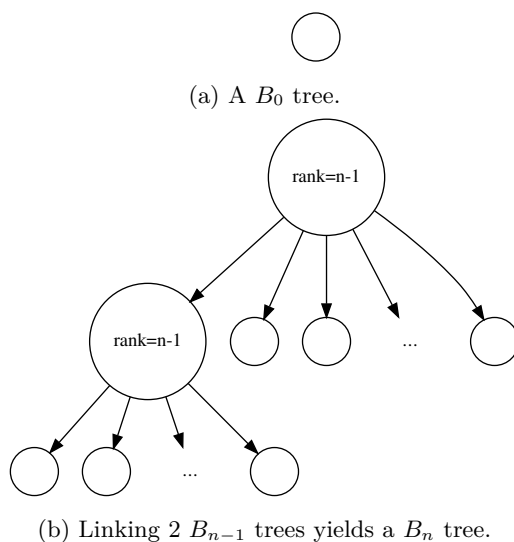 (a) A B₀ tree.
rank=n-1
rank=n-1
...
...
(b) Linking 2 Bₙ₋₁ trees yields a Bₙ tree.